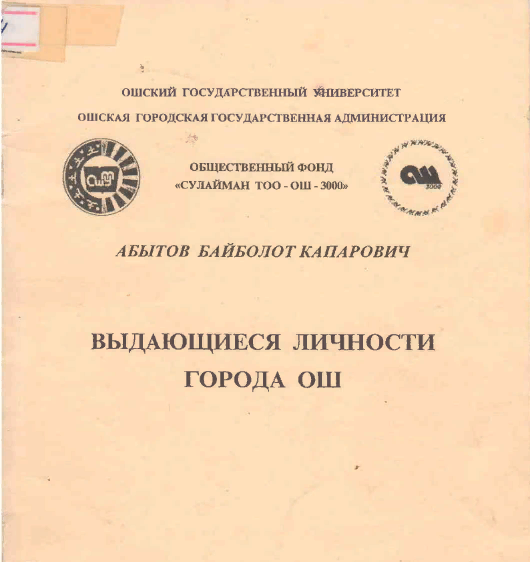 ОШСКИЙ ГОСУДАРСТВЕННЫЙ УНИВЕРСИТЕТ
ОШСКАЯ ГОРОДСКАЯ ГОСУДАРСТВЕННАЯ АДМИНИСТРАЦИЯ
ОБЩЕСТВЕННЫЙ ФОНД
«СУЛАЙМАН ТОО - ОШ - 3000»
ОшМУ
ОШ
3000
АБЫТОВ БАЙБОЛОТ КАПАРОВИЧ
ВЫДАЮЩИЕСЯ ЛИЧНОСТИ
ГОРОДА ОШ